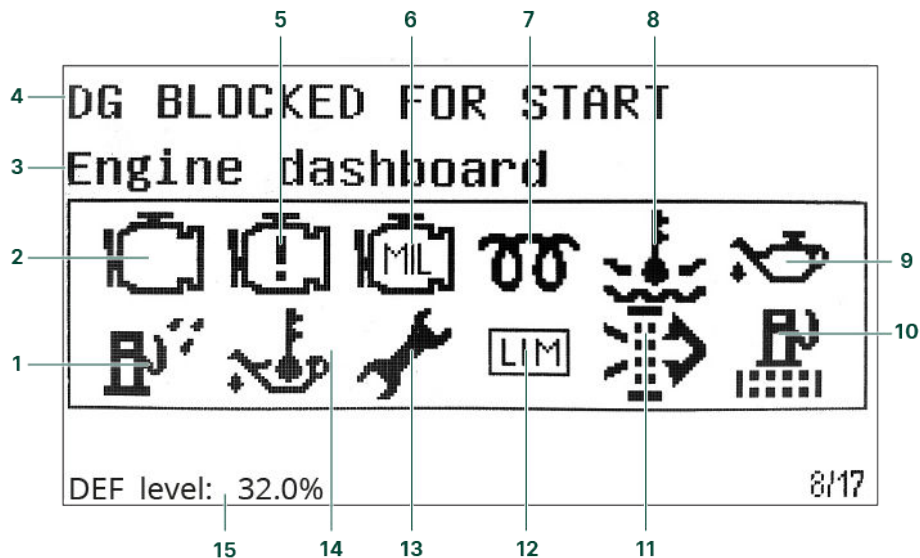 5 6 7 8
4 DG BLOCKED FOR START
3 Engine dashboard
2 MIL 9
1 LIM 10
DEF level: 32.0% 8/17
15 14 13 12 11